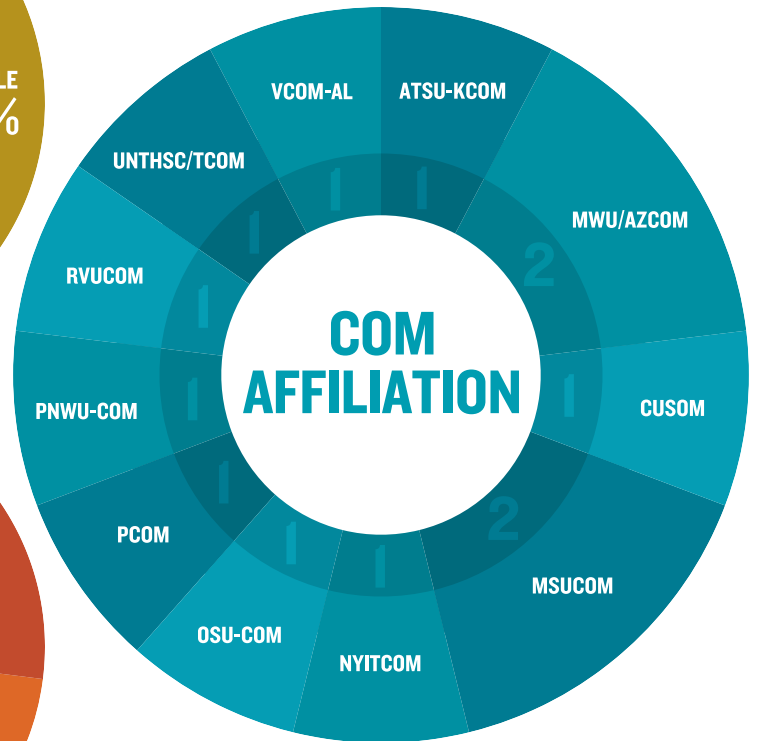 LE
%
VCOM-AL
1
ATSU-KCOM
1
MWU/AZCOM
2
CUSOM
1
MSUCOM
2
NYITCOM
1
OSU-COM
1
PCOM
1
PNWU-COM
1
RVUCOM
1
UNTHSC/TCOM
1
COM
AFFILIATION